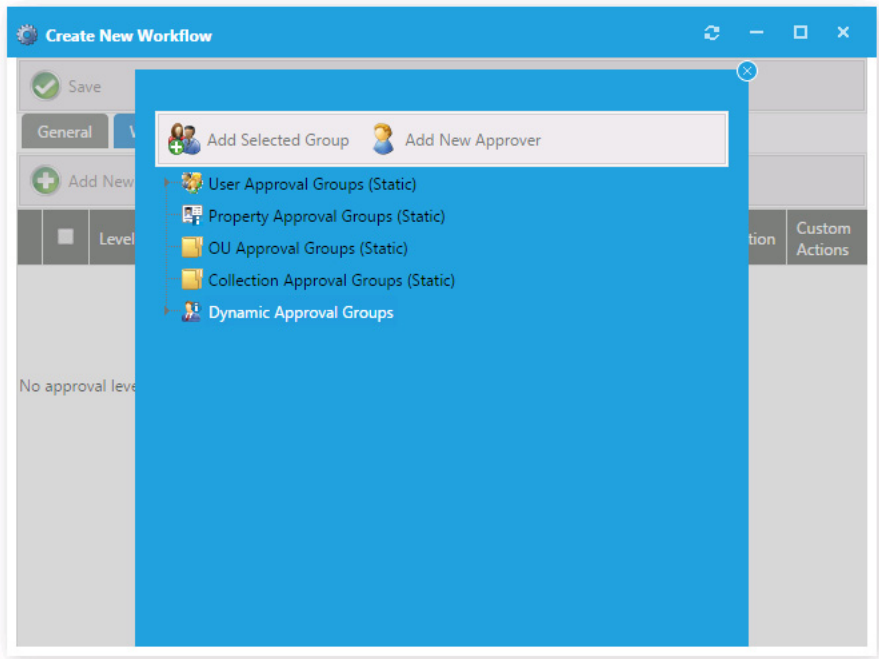 Create New Workflow
Save
General
Add New
Level
tion
Custom
Actions
No approval leve
Add Selected Group
Add New Approver
User Approval Groups (Static)
Property Approval Groups (Static)
OU Approval Groups (Static)
Collection Approval Groups (Static)
Dynamic Approval Groups